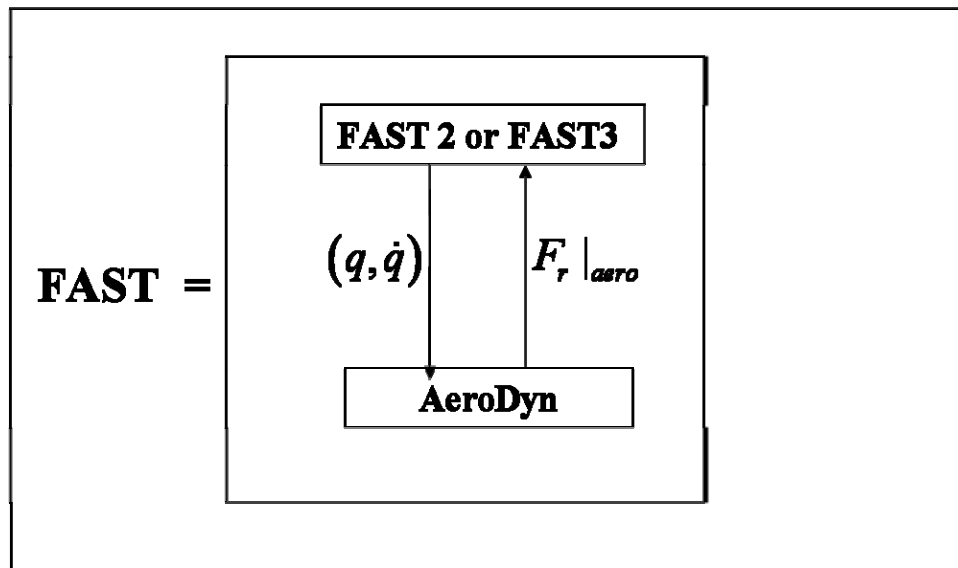 FAST 2 or FAST3
(q, q̇) F_r |_aero
FAST =
AeroDyn